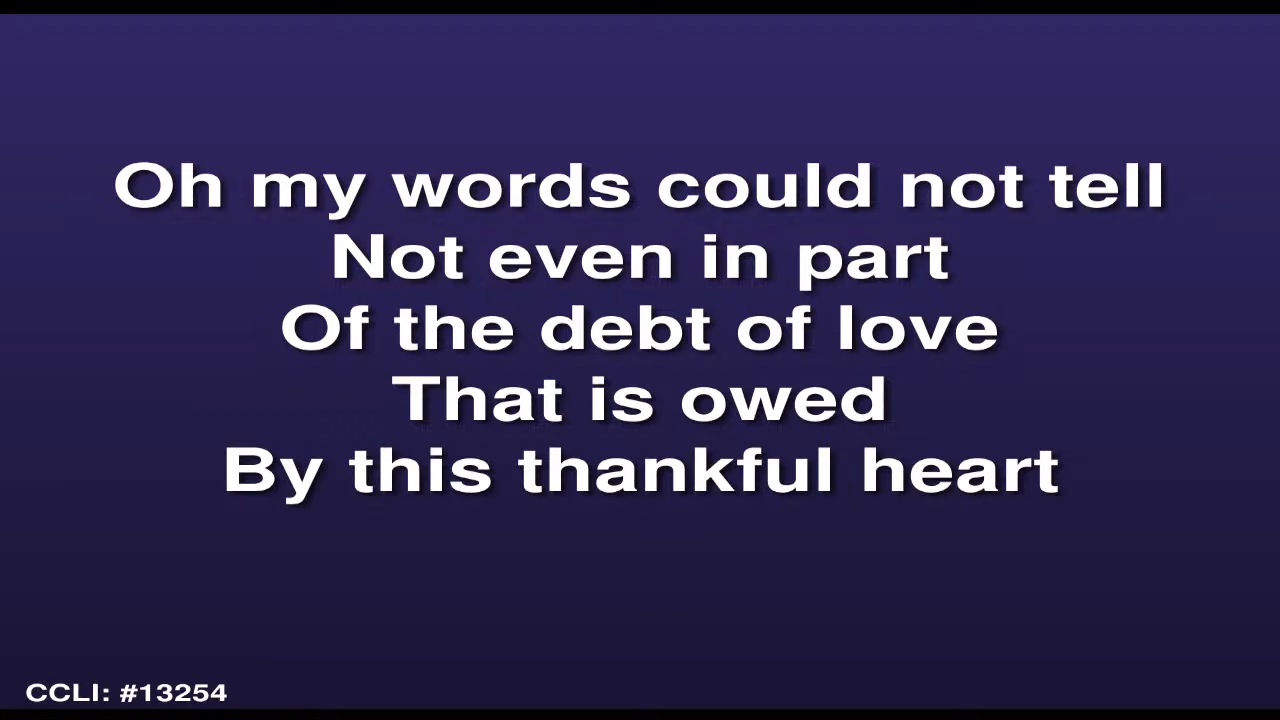 Oh my words could not tell
Not even in part
Of the debt of love
That is owed
By this thankful heart
CCLI: #13254